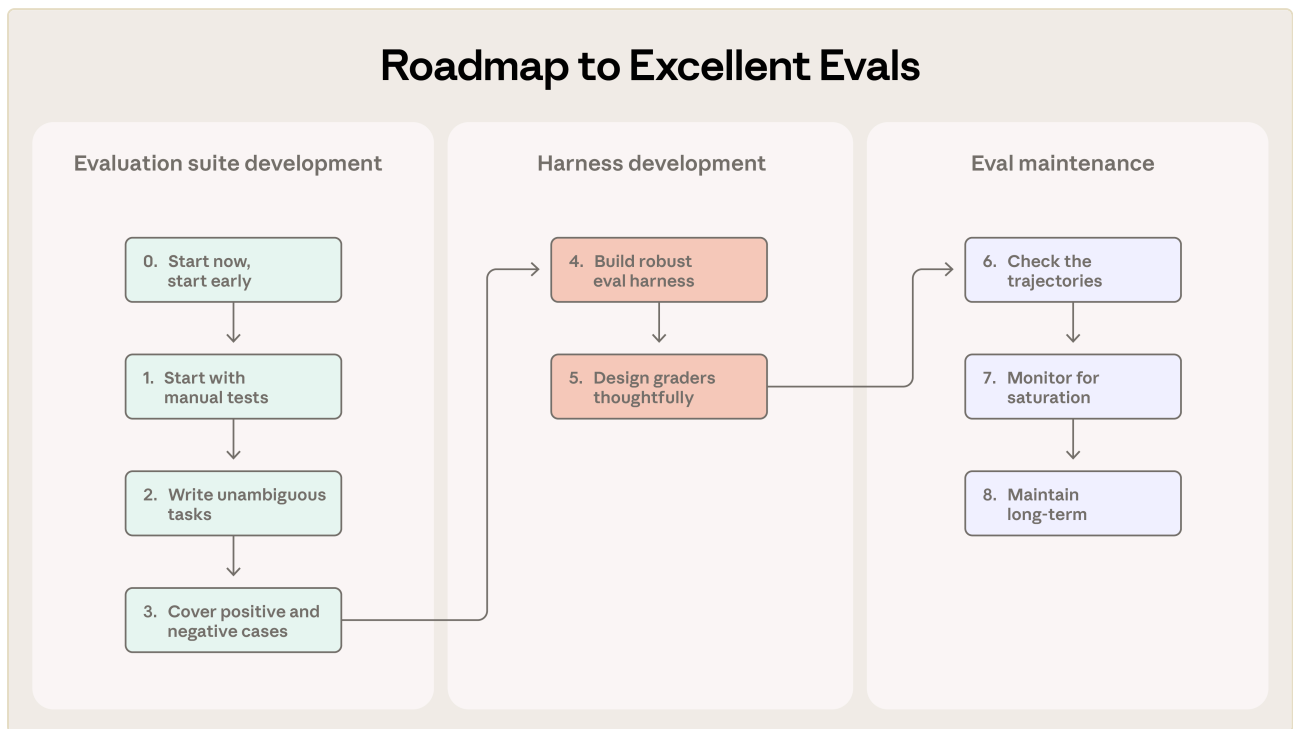 Roadmap to Excellent Evals
Evaluation suite development
0. Start now,
start early
1. Start with
manual tests
2. Write unambiguous
tasks
3. Cover positive and
negative cases
Harness development
4. Build robust
eval harness
5. Design graders
thoughtfully
Eval maintenance
6. Check the
trajectories
7. Monitor for
saturation
8. Maintain
long-term